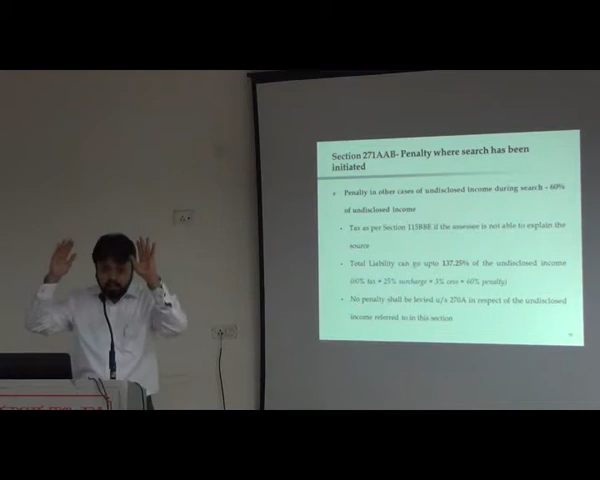 Section 271AAB- Penalty where search has been
initiated
Penalty in other cases of undisclosed income during search - 60%
of undisclosed income
Tax as per Section 115BBE if the assessee is not able to explain the
source
Total Liability can go upto 137.25% of the undisclosed income
(60% tax + 25% surcharge + 3% cess + 60% penalty)
No penalty shall be levied u/s 270A in respect of the undisclosed
income referred to in this section